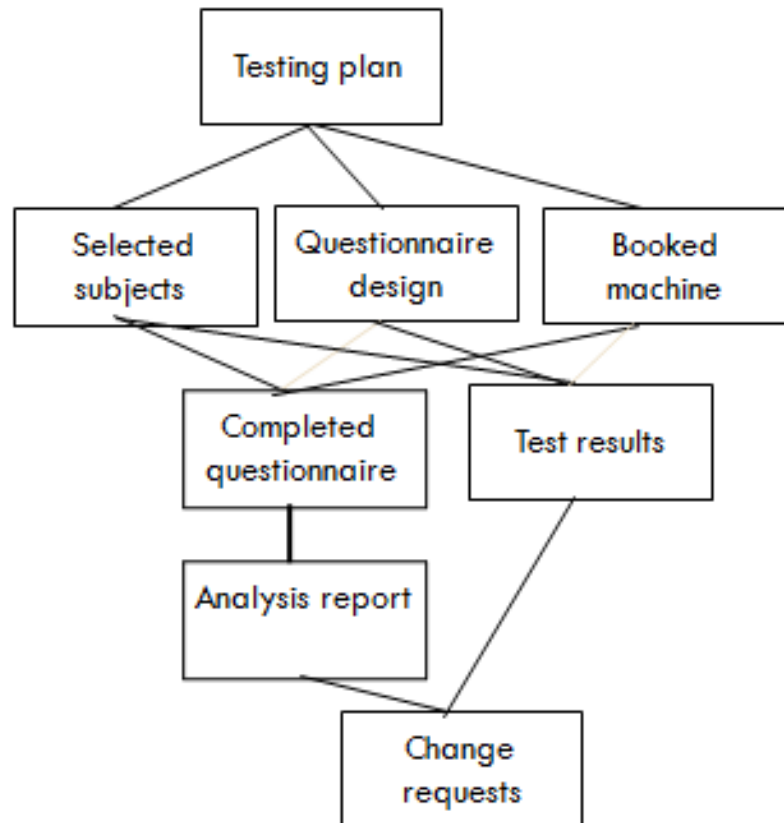 Testing plan
Selected
subjects
Questionnaire
design
Booked
machine
Completed
questionnaire
Test results
Analysis report
Change
requests